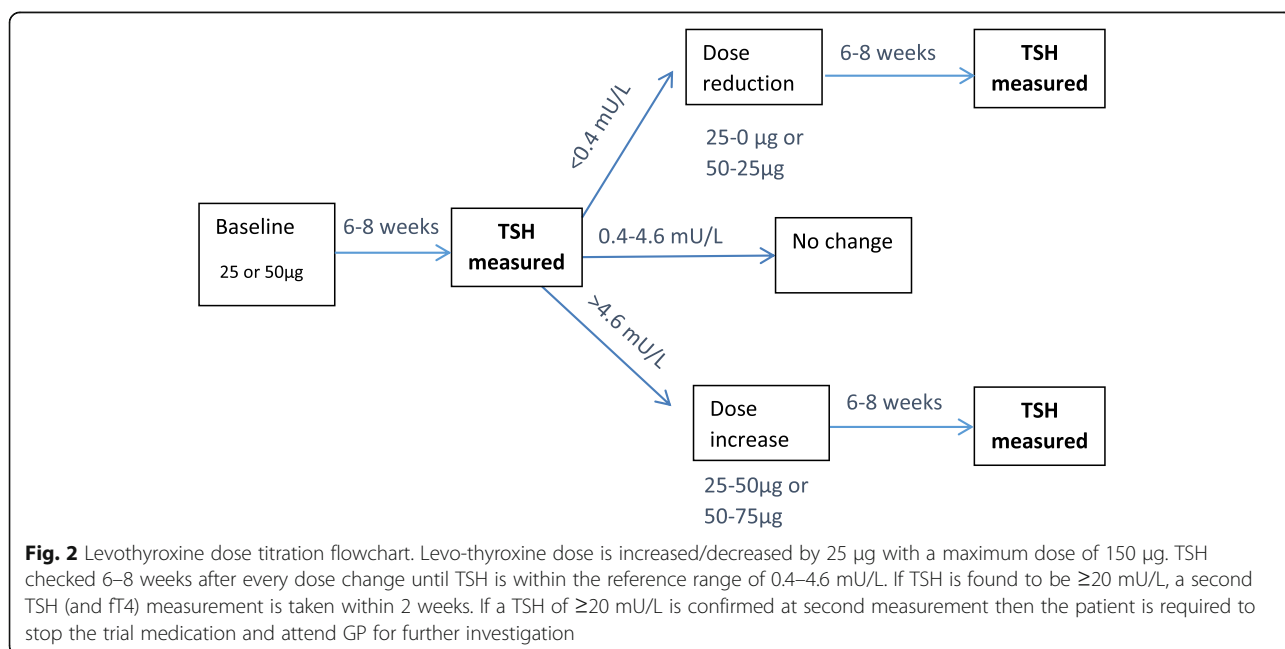 Dose
reduction
6-8 weeks
TSH
measured
<0.4 mU/L
25-0 µg or
50-25µg
Baseline
25 or 50µg
6-8 weeks
TSH
measured
0.4-4.6 mU/L
No change
>4.6 mU/L
Dose
increase
6-8 weeks
TSH
measured
25-50µg or
50-75µg
Fig. 2 Levothyroxine dose titration flowchart. Levo-thyroxine dose is increased/decreased by 25 µg with a maximum dose of 150 µg. TSH
checked 6–8 weeks after every dose change until TSH is within the reference range of 0.4–4.6 mU/L. If TSH is found to be ≥20 mU/L, a second
TSH (and fT4) measurement is taken within 2 weeks. If a TSH of ≥20 mU/L is confirmed at second measurement then the patient is required to
stop the trial medication and attend GP for further investigation